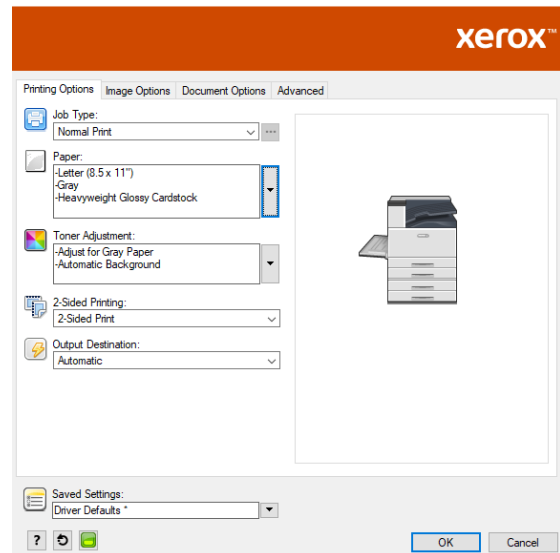 xerox™
Printing Options Image Options Document Options Advanced
Job Type:
Normal Print
Paper:
-Letter (8.5 x 11")
-Gray
-Heavyweight Glossy Cardstock
Toner Adjustment:
-Adjust for Gray Paper
-Automatic Background
2-Sided Printing:
2-Sided Print
Output Destination:
Automatic
Saved Settings:
Driver Defaults *
?
OK Cancel